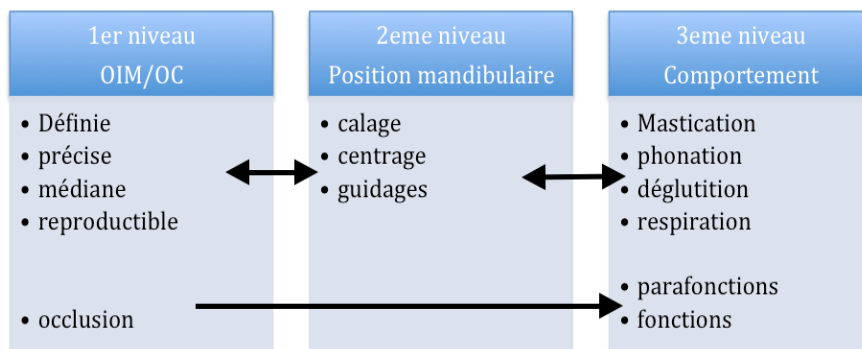 1er niveau
OIM/OC
• Définie
• précise
• médiane
• reproductible
• occlusion
2eme niveau
Position mandibulaire
• calage
• centrage
• guidages
3eme niveau
Comportement
• Mastication
• phonation
• déglutition
• respiration
• parafonctions
• fonctions